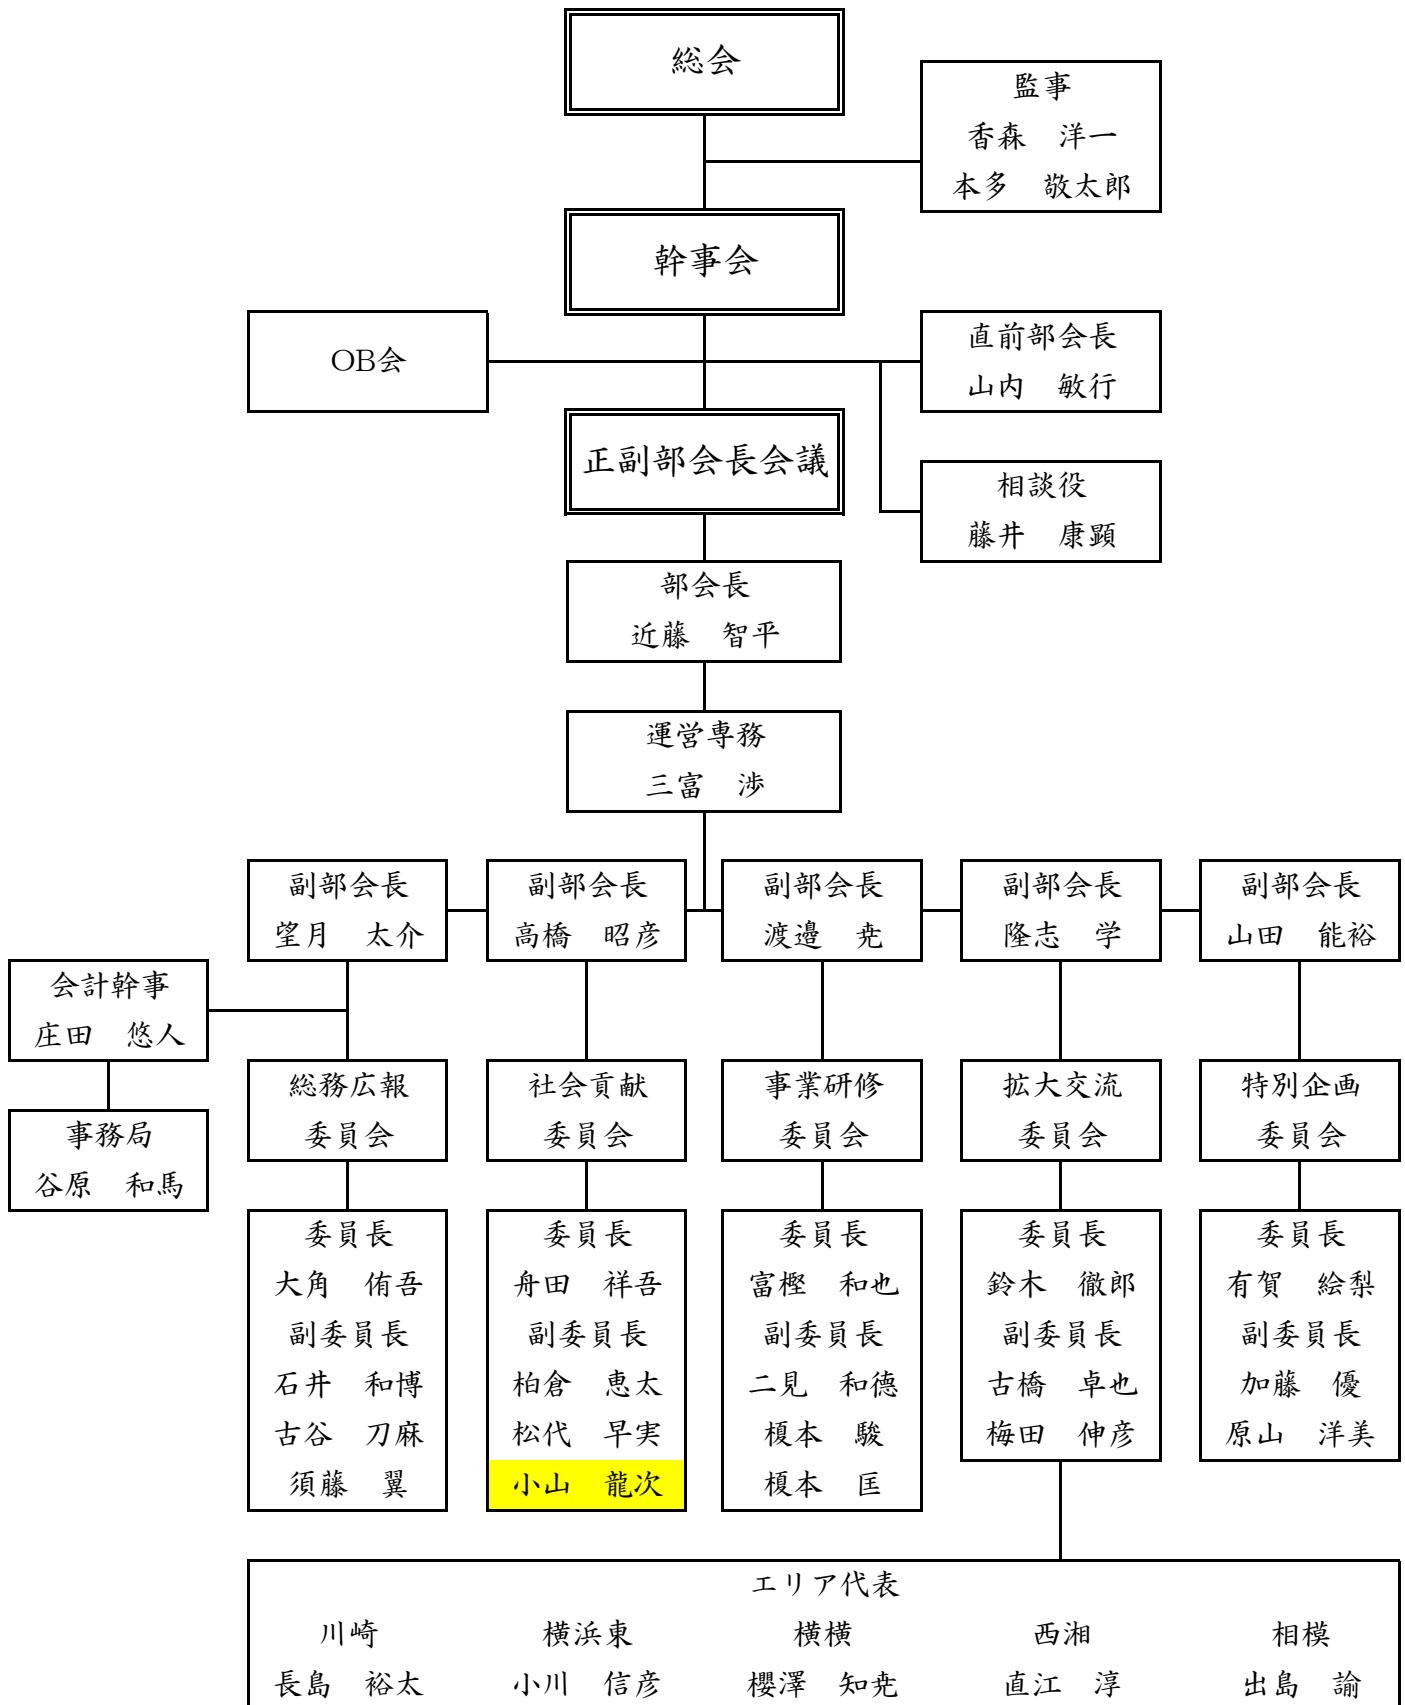 総会
監事
香森　洋一
本多　敬太郎
幹事会
OB会
直前部会長
山内　敏行
正副部会長会議
相談役
藤井　康顕
部会長
近藤　智平
運営専務
三富　渉
副部会長
望月　太介
副部会長
高橋　昭彦
副部会長
渡邉　尭
副部会長
隆志　学
副部会長
山田　能裕
会計幹事
庄田　悠人
事務局
谷原　和馬
総務広報
委員会
社会貢献
委員会
事業研修
委員会
拡大交流
委員会
特別企画
委員会
委員長
大角　侑吾
副委員長
石井　和博
古谷　刀麻
須藤　翼
委員長
舟田　祥吾
副委員長
柏倉　恵太
松代　早実
小山　龍次
委員長
富樫　和也
副委員長
二見　和徳
榎本　駿
榎本　匡
委員長
鈴木　徹郎
副委員長
古橋　卓也
梅田　伸彦
委員長
有賀　絵梨
副委員長
加藤　優
原山　洋美
エリア代表
川崎
長島　裕太
横浜東
小川　信彦
横横
櫻澤　知尭
西湘
直江　淳
相模
出島　諭